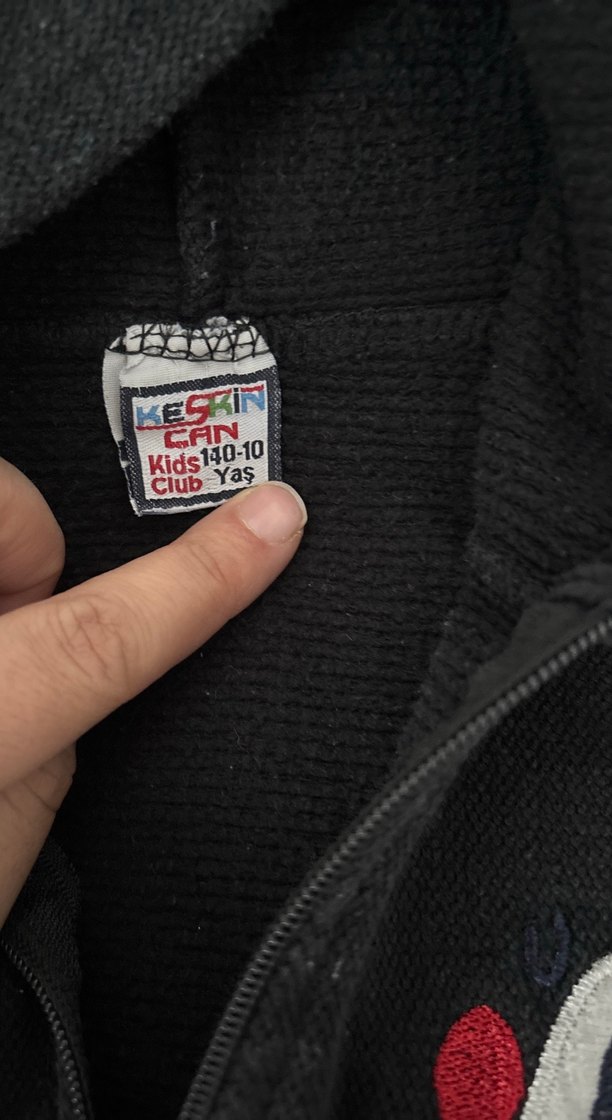 KESKİN
CAN
Kids 140-10
Club Yaş